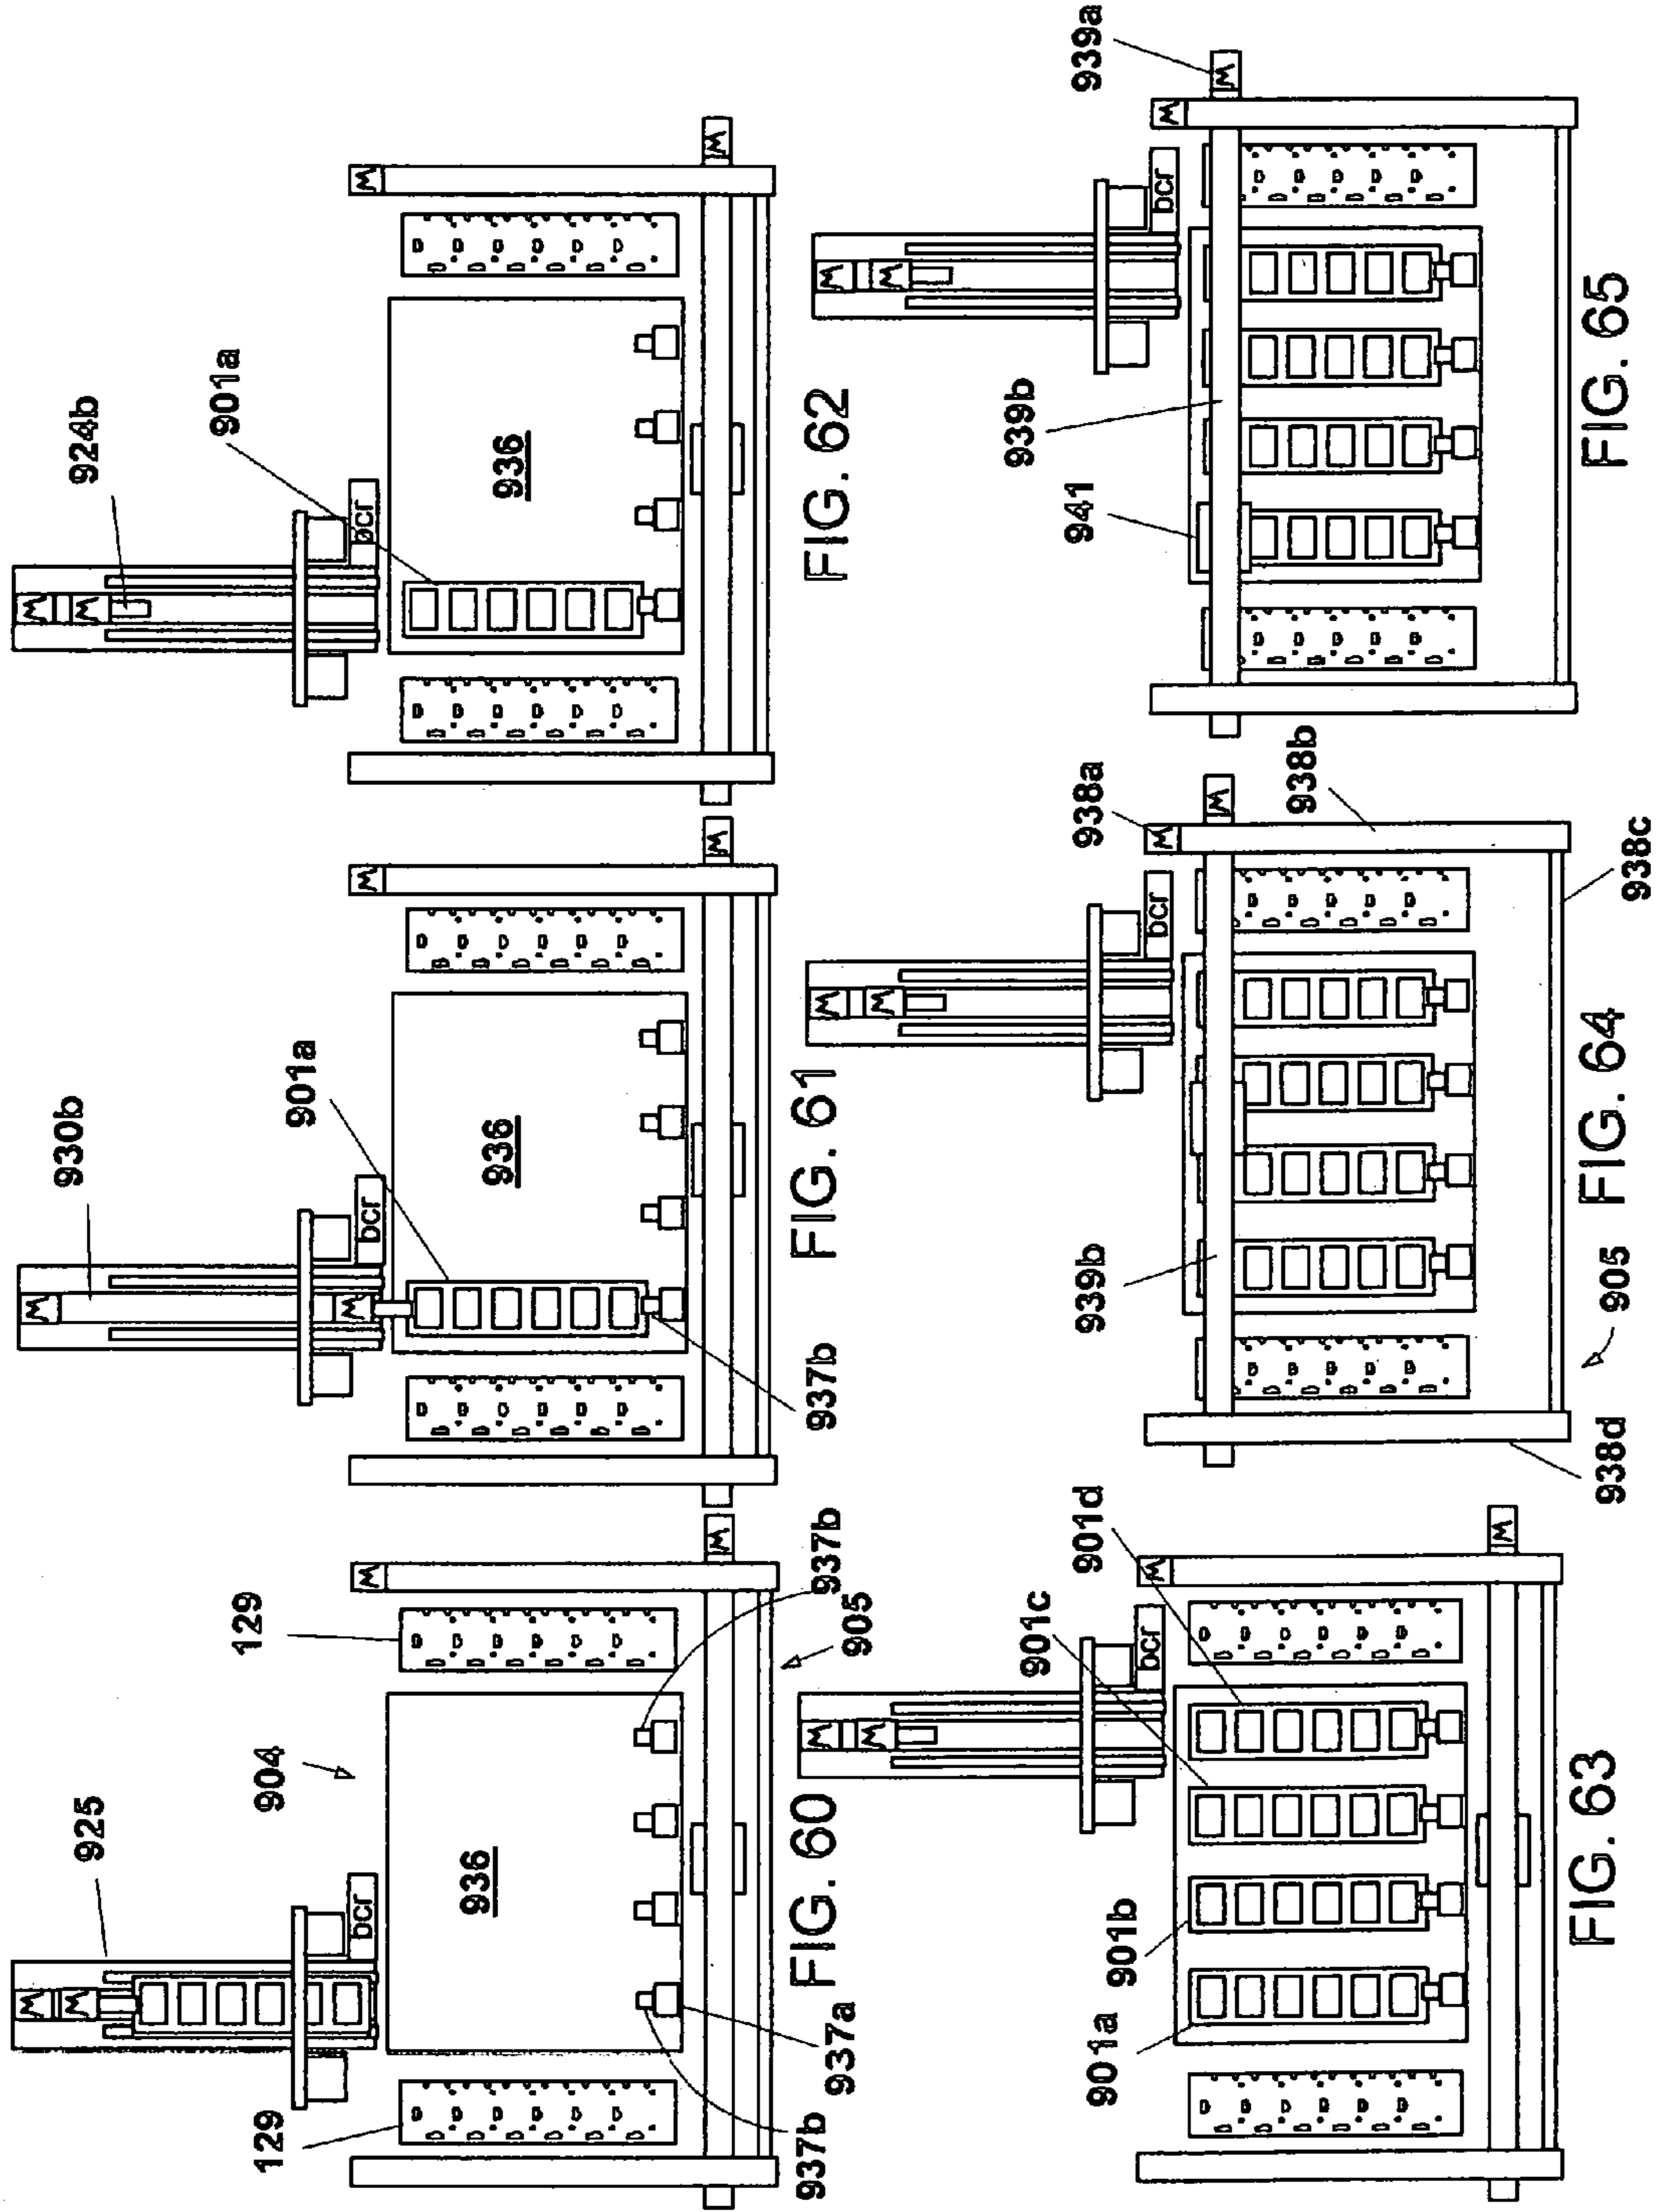 925
M
M
904
129
129
bcr
M
936
M
937b
937a
937b
905
FIG. 60
930b
M
M
901a
bcr
M
936
M
937b
FIG. 61
924b
M
M
901a
bcr
M
936
M
FIG. 62
M
M
901c
901d
901b
901a
bcr
M
M
FIG. 63
M
M
939b
938a
bcr
M
M
938b
938d
905
938c
FIG. 64
M
M
941
939b
939a
bcr
M
M
FIG. 65